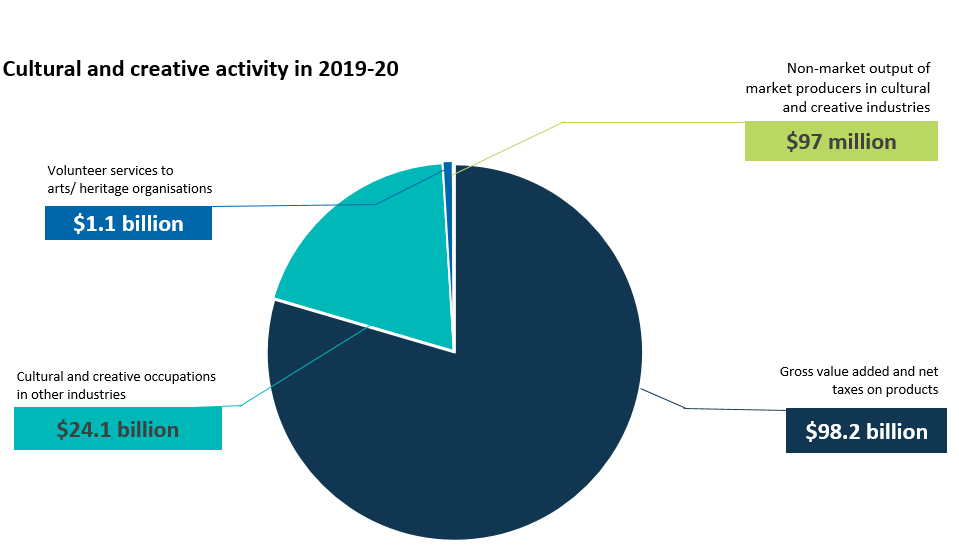 Cultural and creative activity in 2019-20
Non-market output of
market producers in cultural
and creative industries
$97 million
Volunteer services to
arts/ heritage organisations
$1.1 billion
Cultural and creative occupations
in other industries
$24.1 billion
Gross value added and net
taxes on products
$98.2 billion